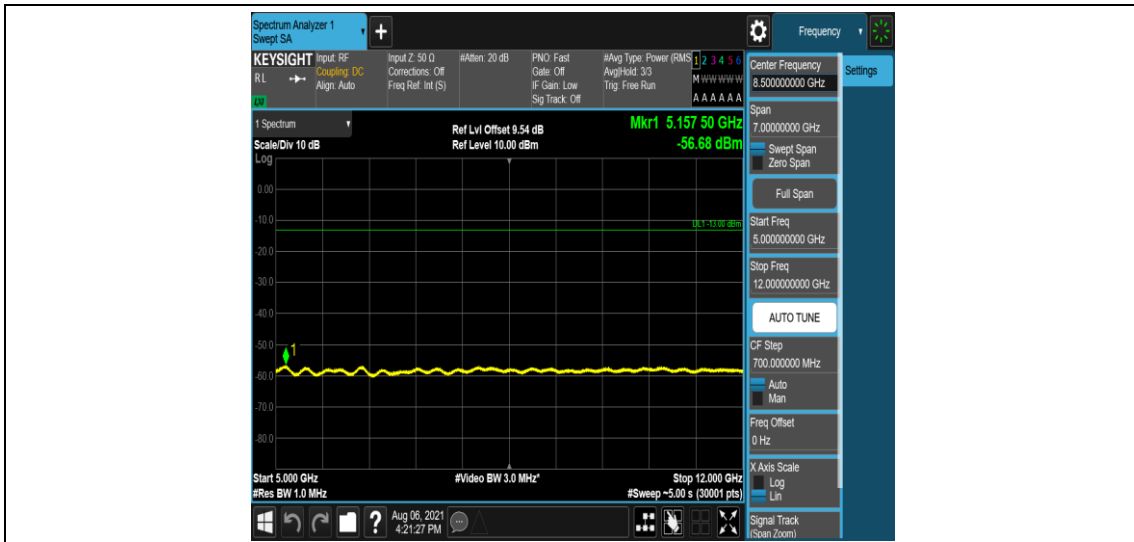 Spectrum Analyzer 1
Swept SA
+
Frequency
KEYSIGHT
RL
LM
Input: RF
Coupling: DC
Align: Auto
Input Z: 50 Ω
Corrections: Off
Freq Ref: Int (S)
#Atten: 20 dB
PNO: Fast
Gate: Off
IF Gain: Low
Sig Track: Off
#Avg Type: Power (RMS
Avg|Hold: 3/3
Trig: Free Run
1 2 3 4 5 6
M W W W W W
A A A A A A
1 Spectrum
Scale/Div 10 dB
Ref Lvl Offset 9.54 dB
Ref Level 10.00 dBm
Mkr1 5.157 50 GHz
-56.68 dBm
Log
0.00
-10.0
DL1 -13.00 dBm
-20.0
-30.0
-40.0
-50.0
1
-60.0
-70.0
-80.0
Start 5.000 GHz
#Video BW 3.0 MHz*
Stop 12.000 GHz
#Res BW 1.0 MHz
#Sweep ~5.00 s (30001 pts)
?
Aug 06, 2021
4:21:27 PM
Center Frequency
8.500000000 GHz
Settings
Span
7.00000000 GHz
Swept Span
Zero Span
Full Span
Start Freq
5.000000000 GHz
Stop Freq
12.000000000 GHz
AUTO TUNE
CF Step
700.000000 MHz
Auto
Man
Freq Offset
0 Hz
X Axis Scale
Log
Lin
Signal Track
(Span Zoom)